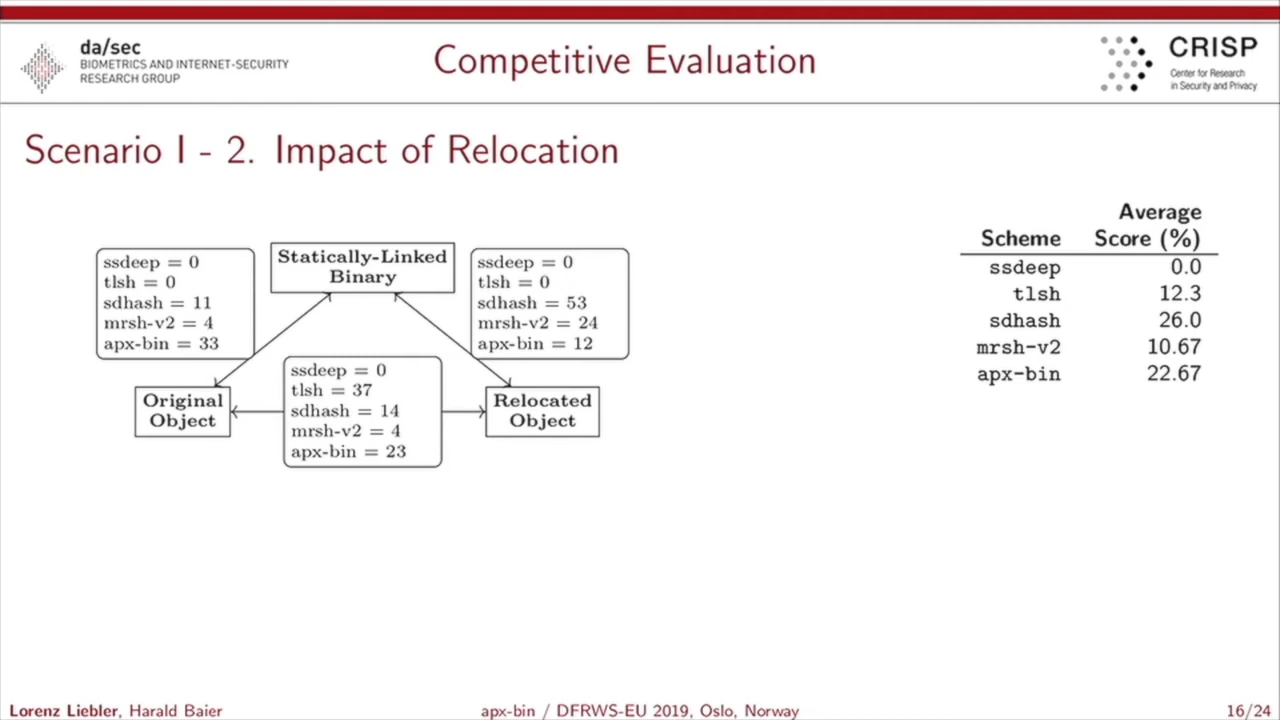 da/sec
BIOMETRICS AND INTERNET-SECURITY
RESEARCH GROUP
Competitive Evaluation
CRISP
Center for Research
in Security and Privacy
Scenario I - 2. Impact of Relocation
ssdeep = 0
tlsh = 0
sdhash = 11
mrsh-v2 = 4
apx-bin = 33
Statically-Linked
Binary
ssdeep = 0
tlsh = 0
sdhash = 53
mrsh-v2 = 24
apx-bin = 12
Original
Object
ssdeep = 0
tlsh = 37
sdhash = 14
mrsh-v2 = 4
apx-bin = 23
Relocated
Object
Average
Scheme Score (%)
ssdeep 0.0
tlsh 12.3
sdhash 26.0
mrsh-v2 10.67
apx-bin 22.67
Lorenz Liebler, Harald Baier
apx-bin / DFRWS-EU 2019, Oslo, Norway
16/24